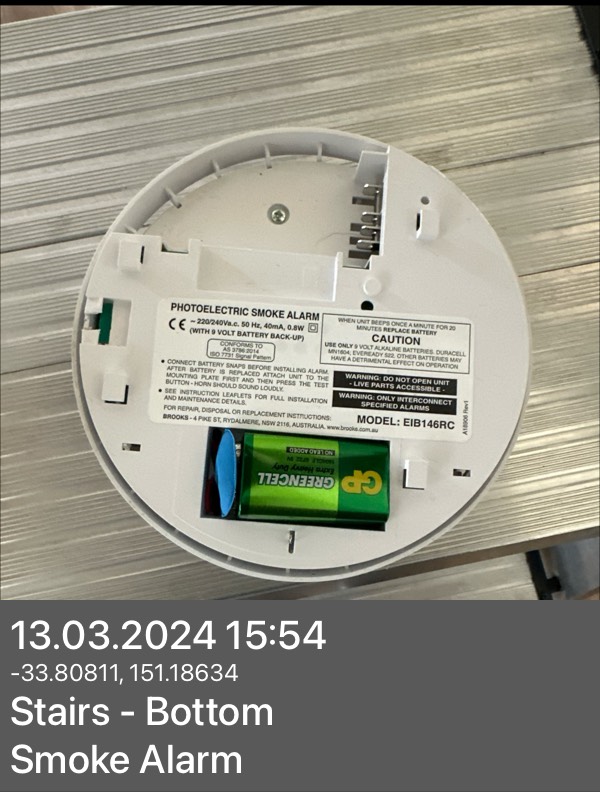 PHOTOELECTRIC SMOKE ALARM
CE ~ 220/240Va.c. 50 Hz, 40mA, 0.8W
(WITH 9 VOLT BATTERY BACK-UP)
CONFORMS TO
AS 3786:2014
ISO 7731 Signal Pattern
• CONNECT BATTERY SNAPS BEFORE INSTALLING ALARM.
AFTER BATTERY IS REPLACED ATTACH UNIT TO THE
MOUNTING PLATE FIRST AND THEN PRESS THE TEST
BUTTON - HORN SHOULD SOUND LOUDLY.
• SEE INSTRUCTION LEAFLETS FOR FULL INSTALLATION
AND MAINTENANCE DETAILS.
FOR REPAIR, DISPOSAL OR REPLACEMENT INSTRUCTIONS:
BROOKS - 4 PIKE ST, RYDALMERE, NSW 2116, AUSTRALIA. www.brooks.com.au
WHEN UNIT BEEPS ONCE A MINUTE FOR 20
MINUTES REPLACE BATTERY
CAUTION
USE ONLY 9 VOLT ALKALINE BATTERIES. DURACELL
MN1604, EVEREADY 522. OTHER BATTERIES MAY
HAVE A DETRIMENTAL EFFECT ON OPERATION
WARNING: DO NOT OPEN UNIT
- LIVE PARTS ACCESSIBLE -
WARNING: ONLY INTERCONNECT
SPECIFIED ALARMS
MODEL: EIB146RC
GP
GREENCELL
Extra Heavy Duty
NO LEAD ADDED
13.03.2024 15:54
-33.80811, 151.18634
Stairs - Bottom
Smoke Alarm